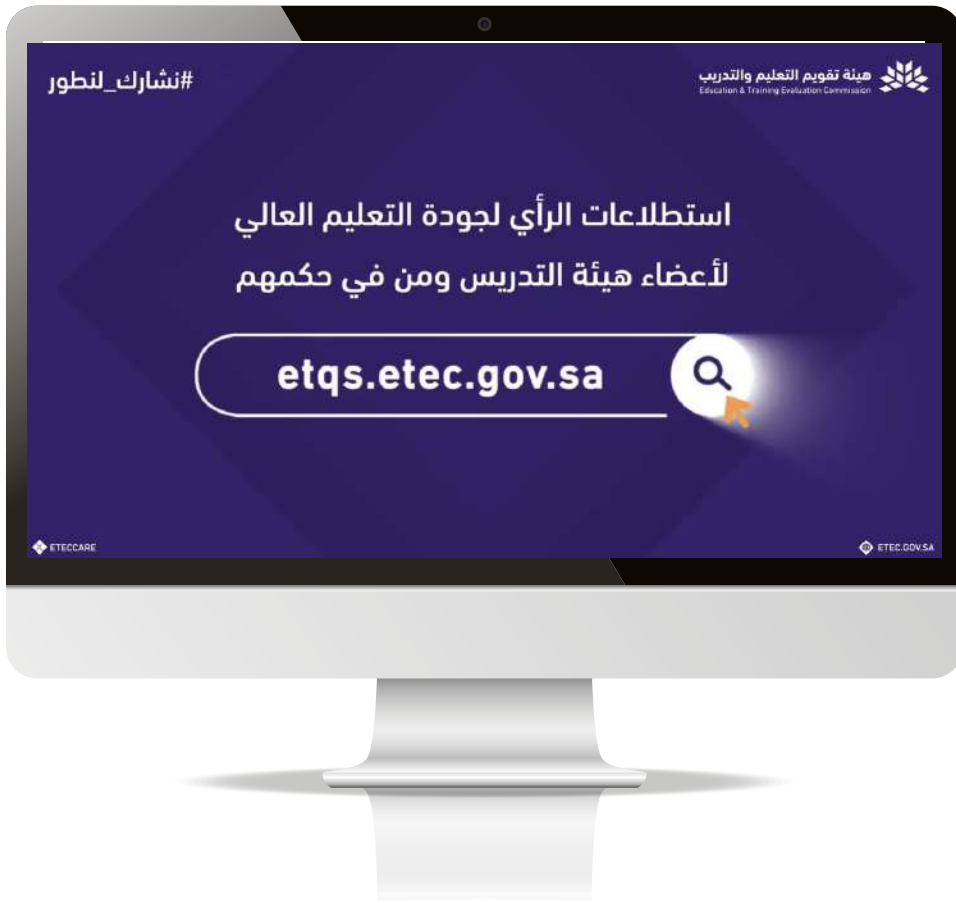 هيئة تقويم التعليم والتدريب
Education & Training Evaluation Commission
#نشارك_لنطور
استطلاعات الرأي لجودة التعليم العالي
لأعضاء هيئة التدريس ومن في حكمهم
etqs.etec.gov.sa
ETEC.GOV.SA
ETECCARE